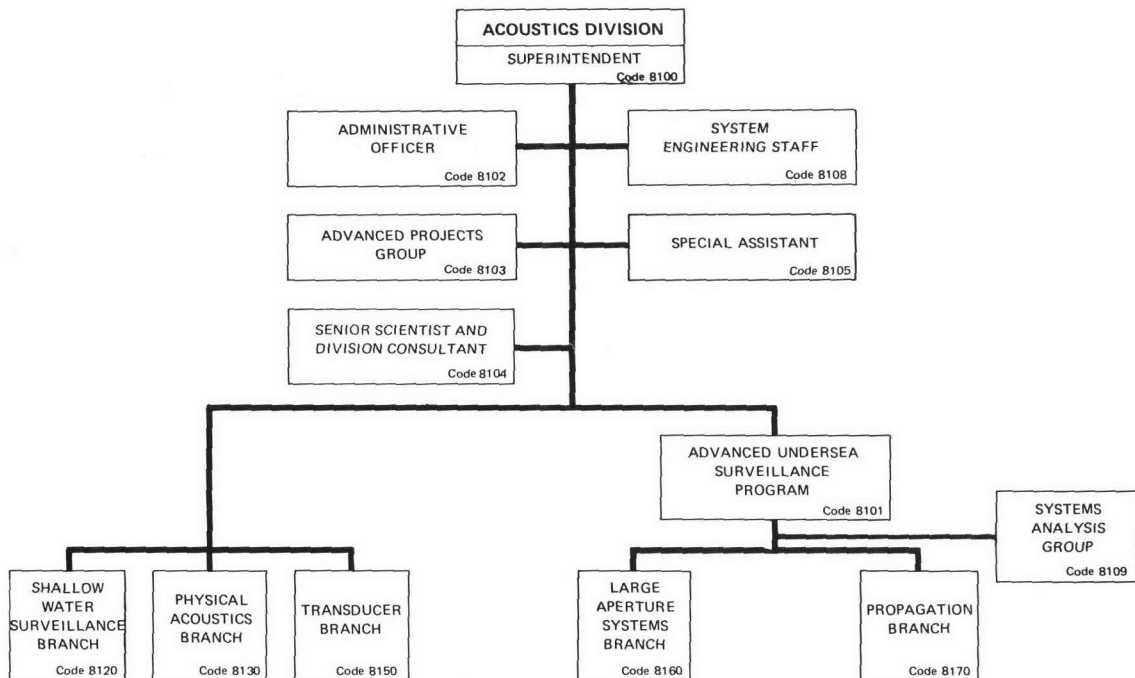 ACOUSTICS DIVISION
SUPERINTENDENT
Code 8100
ADMINISTRATIVE
OFFICER
Code 8102
SYSTEM
ENGINEERING STAFF
Code 8108
ADVANCED PROJECTS
GROUP
Code 8103
SPECIAL ASSISTANT
Code 8105
SENIOR SCIENTIST AND
DIVISION CONSULTANT
Code 8104
ADVANCED UNDERSEA
SURVEILLANCE
PROGRAM
Code 8101
SYSTEMS
ANALYSIS
GROUP
Code 8109
SHALLOW
WATER
SURVEILLANCE
BRANCH
Code 8120
PHYSICAL
ACOUSTICS
BRANCH
Code 8130
TRANSDUCER
BRANCH
Code 8150
LARGE
APERTURE
SYSTEMS
BRANCH
Code 8160
PROPAGATION
BRANCH
Code 8170